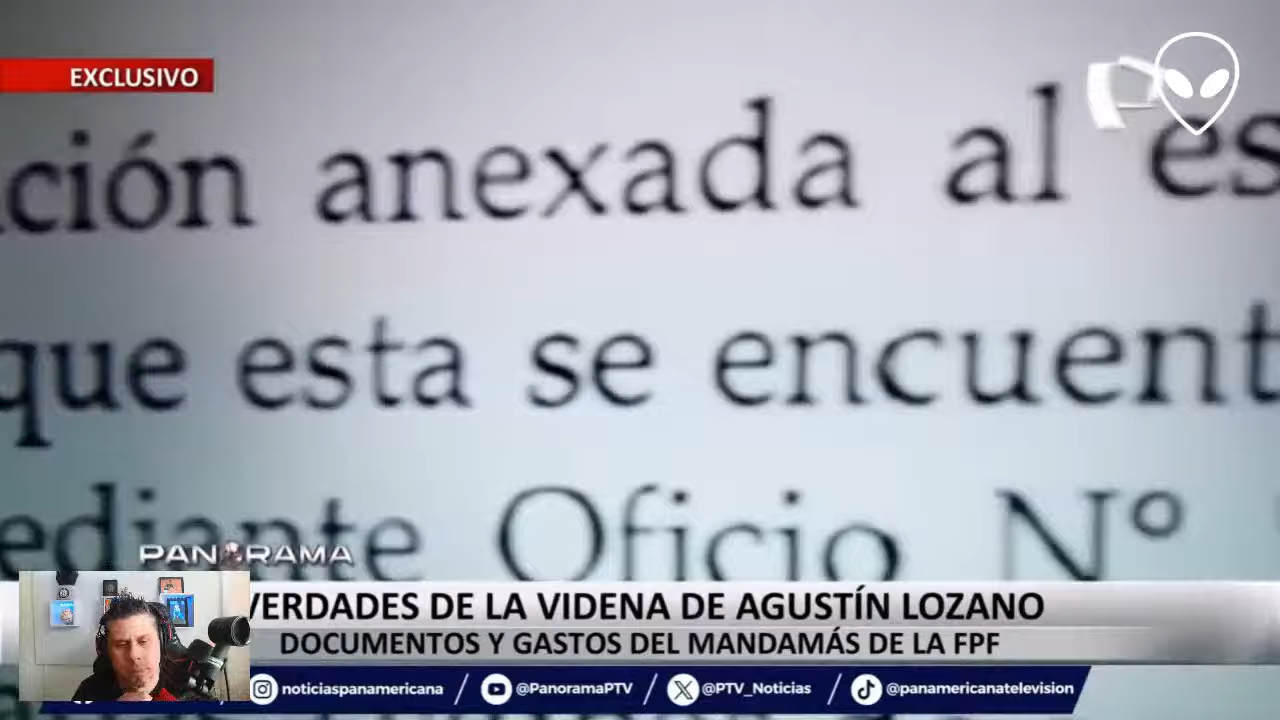 EXCLUSIVO
ción anexada al es
que esta se encuent
ediante Oficio N°
PANORAMA
VERDADES DE LA VIDENA DE AGUSTÍN LOZANO
DOCUMENTOS Y GASTOS DEL MANDAMÁS DE LA FPF
noticiaspanamericana / @PanoramaPTV / @PTV_Noticias / @panamericanatelevision